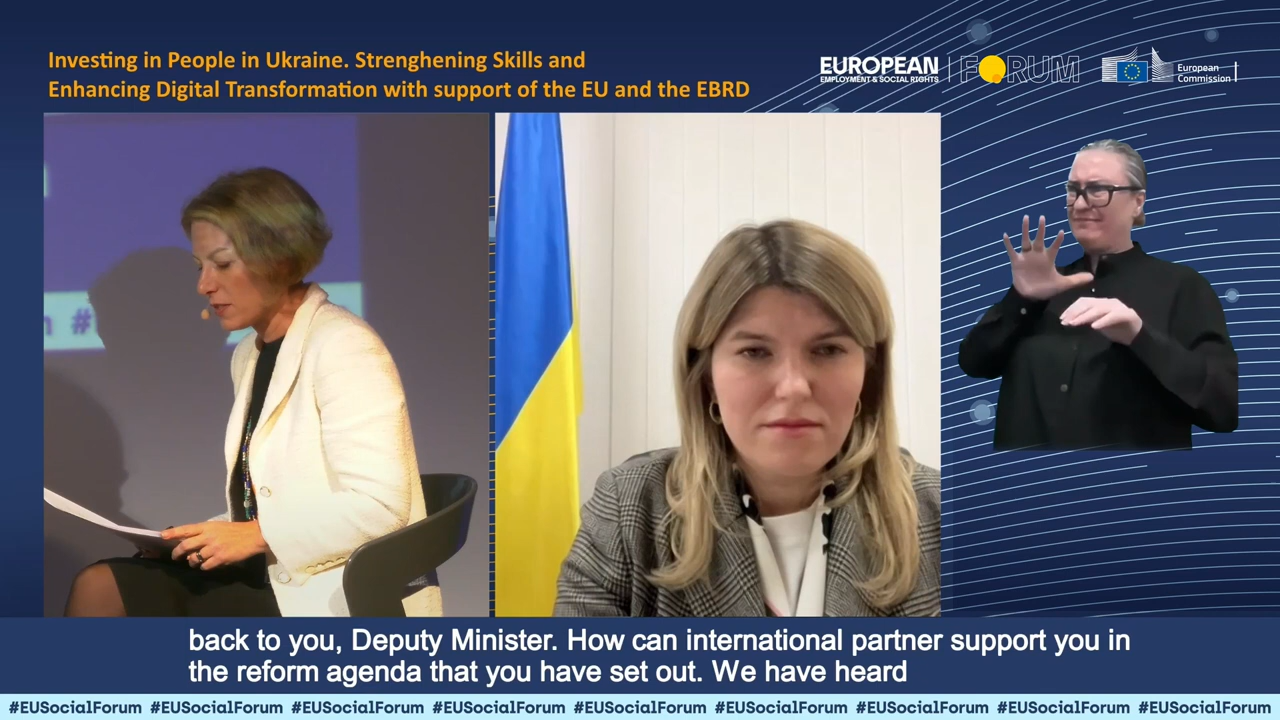 Investing in People in Ukraine. Strenghening Skills and
Enhancing Digital Transformation with support of the EU and the EBRD
EUROPEAN
EMPLOYMENT & SOCIAL RIGHTS
FORUM
European
Commission
#
back to you, Deputy Minister. How can international partner support you in
the reform agenda that you have set out. We have heard
#EUSocialForum #EUSocialForum #EUSocialForum #EUSocialForum #EUSocialForum #EUSocialForum #EUSocialForum #EUSocialForum #EUSocialForum